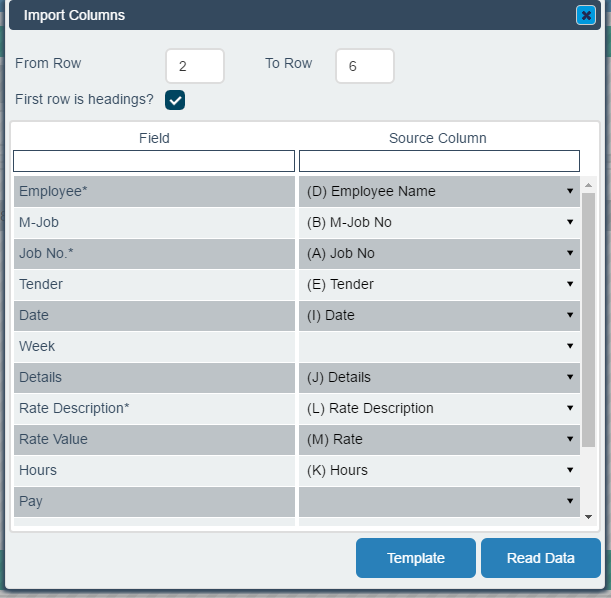 Import Columns
From Row 2 To Row 6
First row is headings?
Field Source Column
Employee* (D) Employee Name
M-Job (B) M-Job No
Job No.* (A) Job No
Tender (E) Tender
Date (I) Date
Week
Details (J) Details
Rate Description* (L) Rate Description
Rate Value (M) Rate
Hours (K) Hours
Pay
Template Read Data